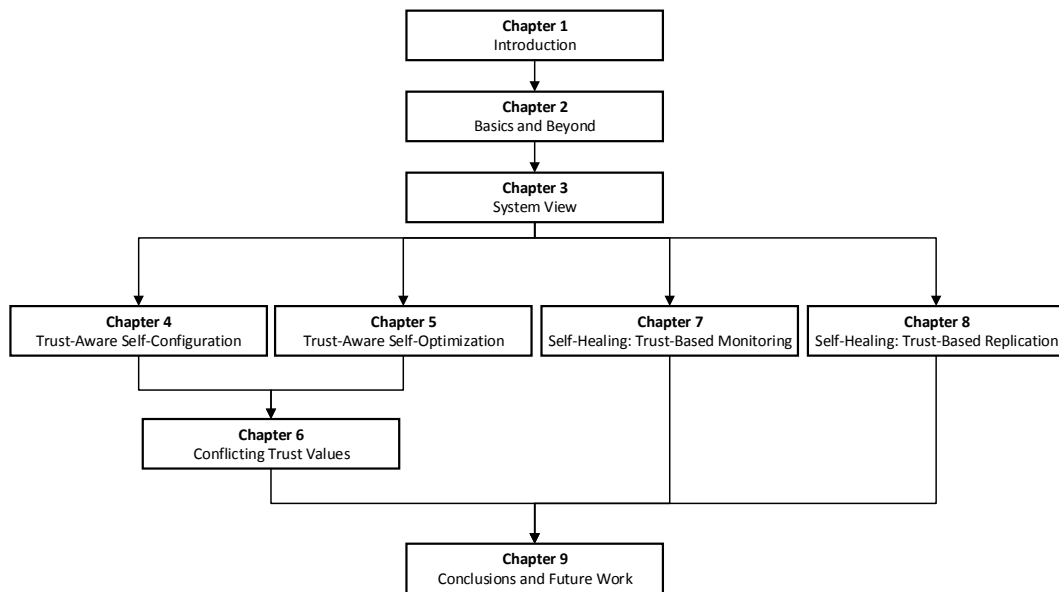 Chapter 1
Introduction
Chapter 2
Basics and Beyond
Chapter 3
System View
Chapter 4
Trust-Aware Self-Configuration
Chapter 5
Trust-Aware Self-Optimization
Chapter 7
Self-Healing: Trust-Based Monitoring
Chapter 8
Self-Healing: Trust-Based Replication
Chapter 6
Conflicting Trust Values
Chapter 9
Conclusions and Future Work